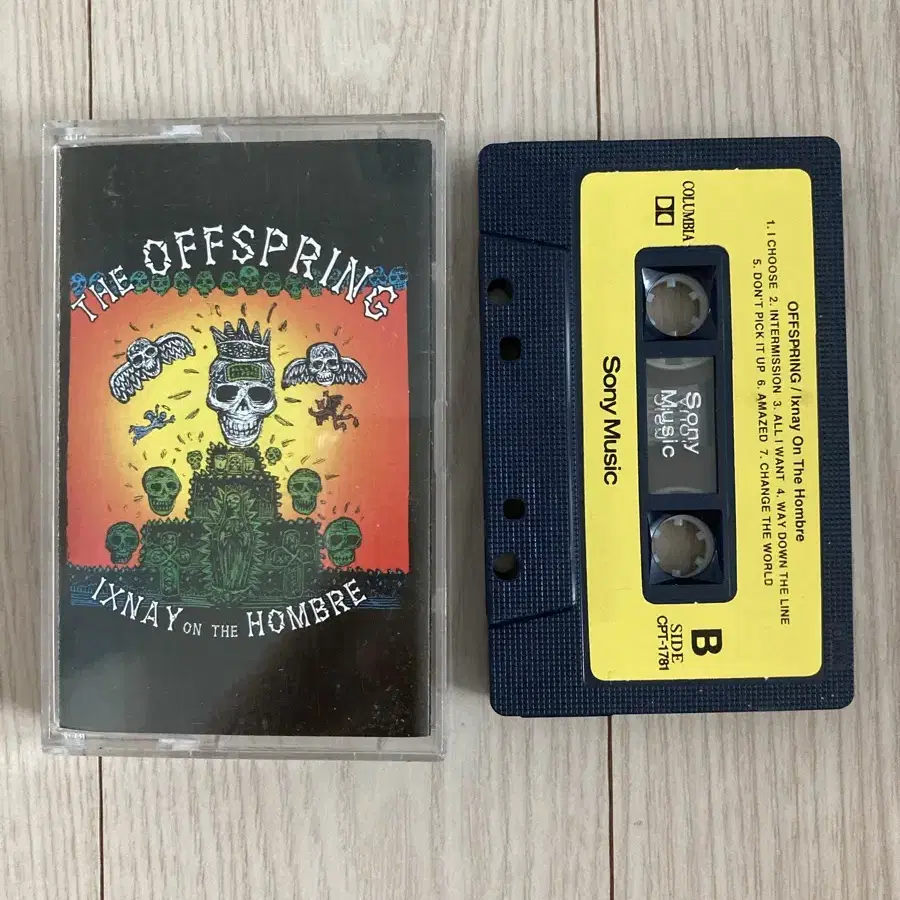 THE OFFSPRING
IXNAY ON THE HOMBRE
COLUMBIA
OFFSPRING / Ixnay On The Hombre
1. I CHOOSE 2. INTERMISSION 3. ALL I WANT 4. WAY DOWN THE LINE
5. DON'T PICK IT UP 6. AMAZED 7. CHANGE THE WORLD
Sony Music
Sony Music
B
SIDE
CPT-1781